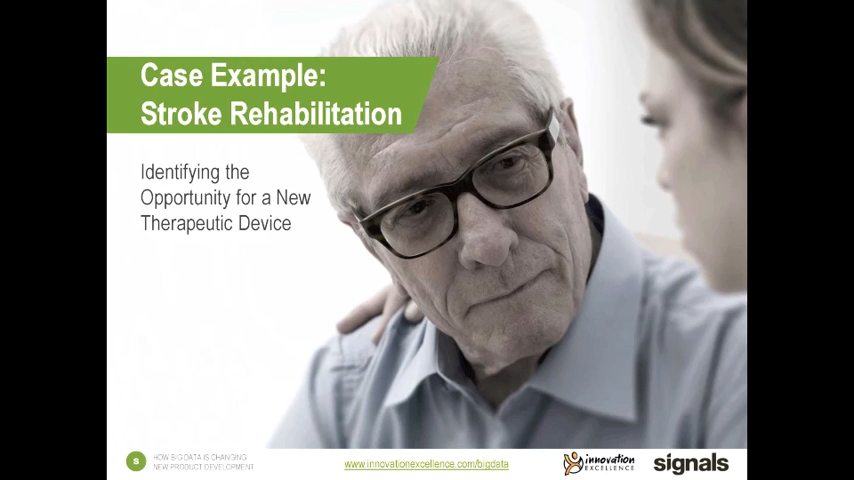 Case Example:
Stroke Rehabilitation
Identifying the
Opportunity for a New
Therapeutic Device
S
HOW BIG DATA IS CHANGING
NEW PRODUCT DEVELOPMENT
www.innovationexcellence.com/bigdata
innovation
EXCELLENCE
signals